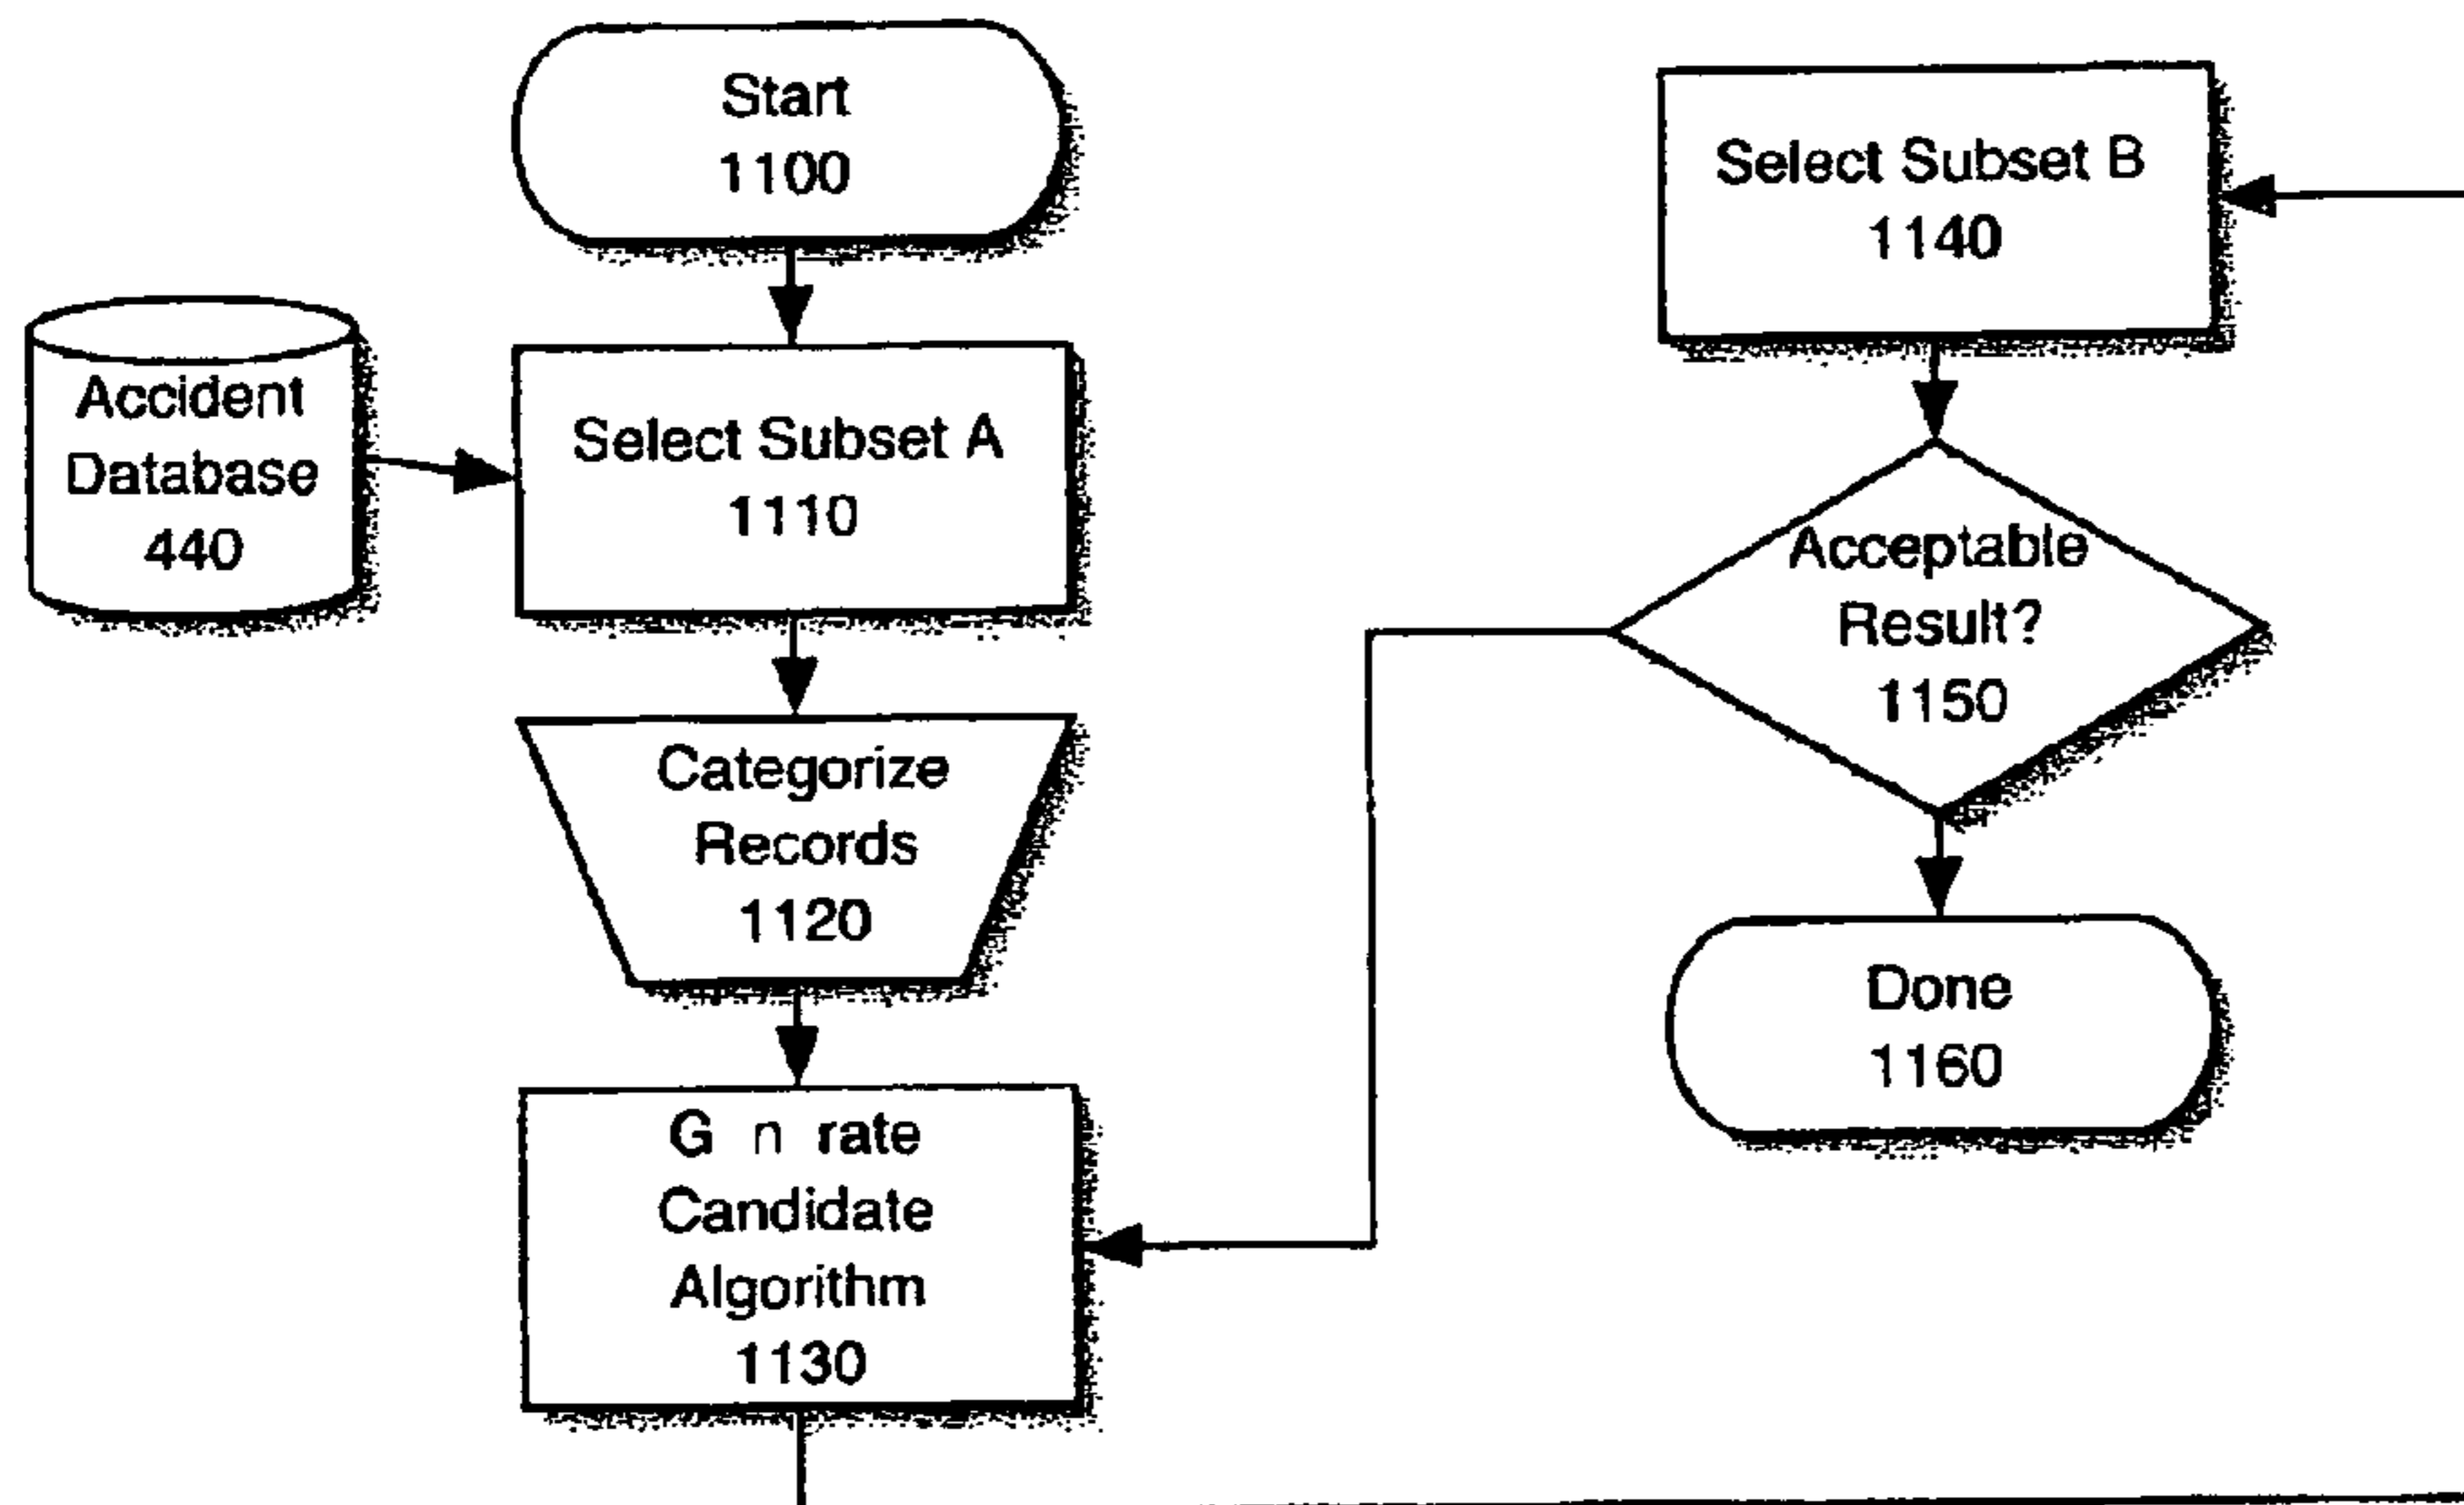 Start
1100
Accident
Database
440
Select Subset A
1110
Categorize
Records
1120
G n rate
Candidate
Algorithm
1130
Select Subset B
1140
Acceptable
Result?
1150
Done
1160